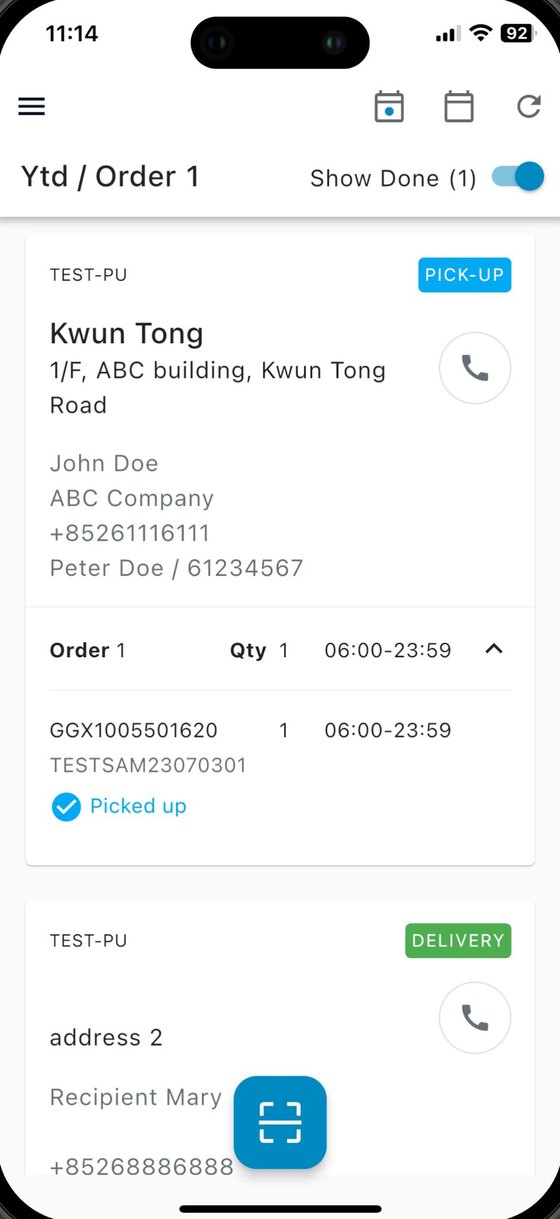 11:14
92
Ytd / Order 1
Show Done (1)
TEST-PU
PICK-UP
Kwun Tong
1/F, ABC building, Kwun Tong
Road
John Doe
ABC Company
+85261116111
Peter Doe / 61234567
Order 1 Qty 1 06:00-23:59
GGX1005501620 1 06:00-23:59
TESTSAM23070301
Picked up
TEST-PU
DELIVERY
address 2
Recipient Mary
+85268886888